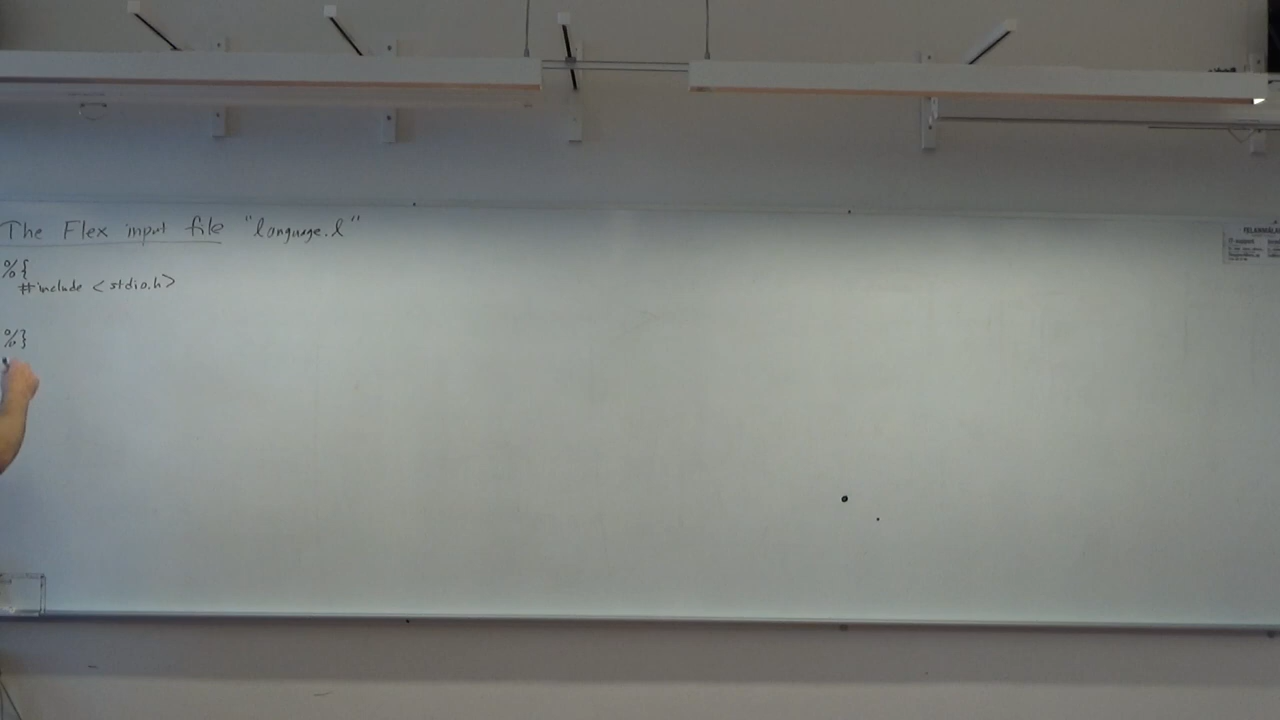 The Flex input file "language.l"
%{
#include <stdio.h>
%}